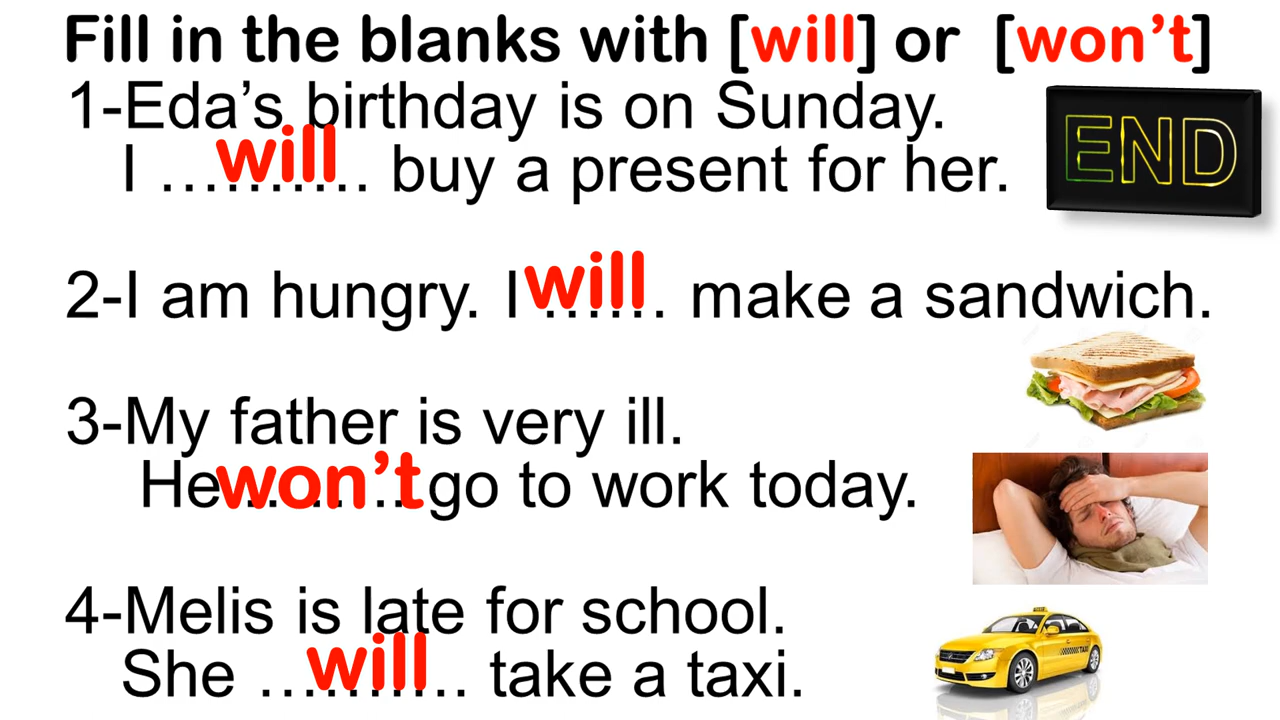 Fill in the blanks with [will] or [won't]
1-Eda's birthday is on Sunday.
I ...will... buy a present for her.
END
2-I am hungry. I will... make a sandwich.
3-My father is very ill.
He won't go to work today.
4-Melis is late for school.
She ...will... take a taxi.
TAXI